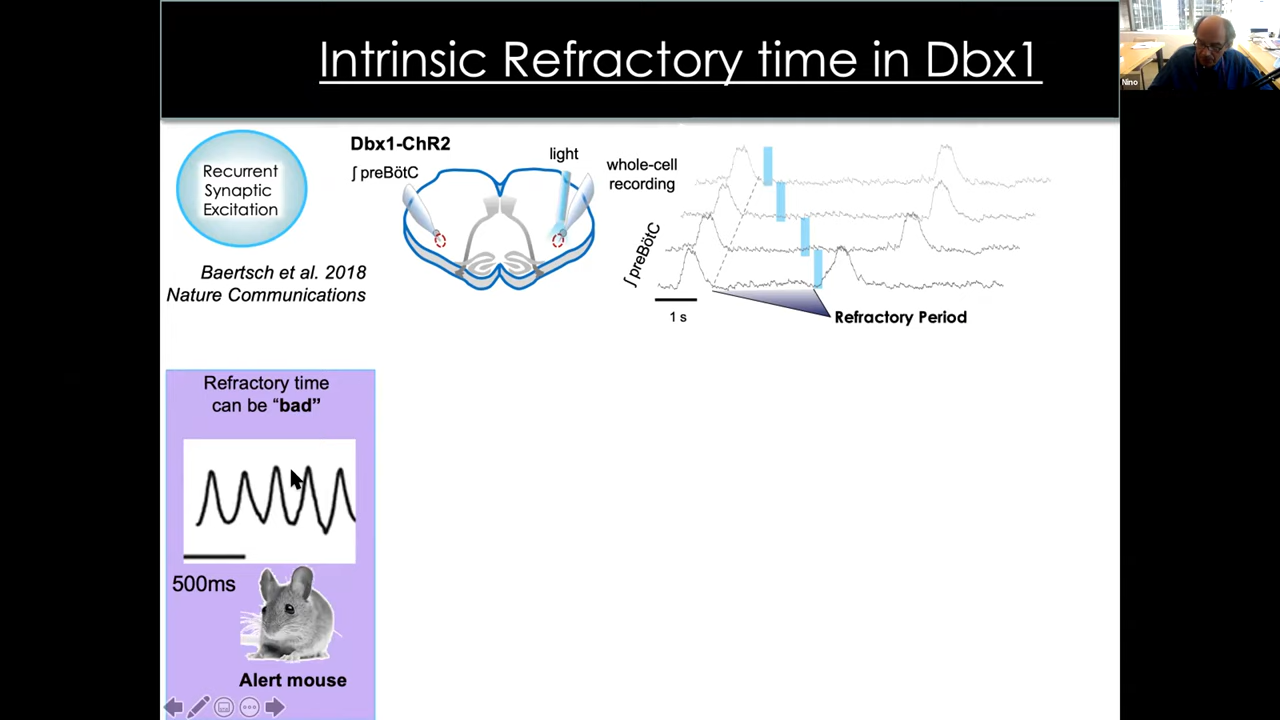 Intrinsic Refractory time in Dbx1
Nino
Recurrent
Synaptic
Excitation
Baertsch et al. 2018
Nature Communications
Dbx1-ChR2
∫ preBötC
light
whole-cell
recording
∫ preBötC
1 s
Refractory Period
Refractory time
can be “bad”
500ms
Alert mouse